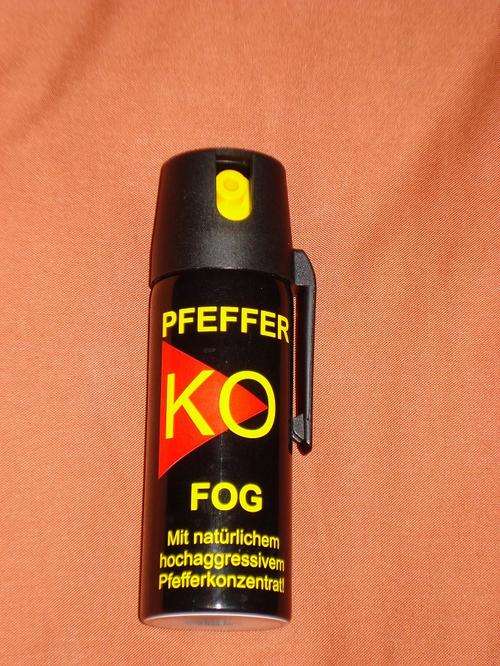 PFEFFER
KO
FOG
Mit natürlichem
hochaggressivem
Pfefferkonzentrat!